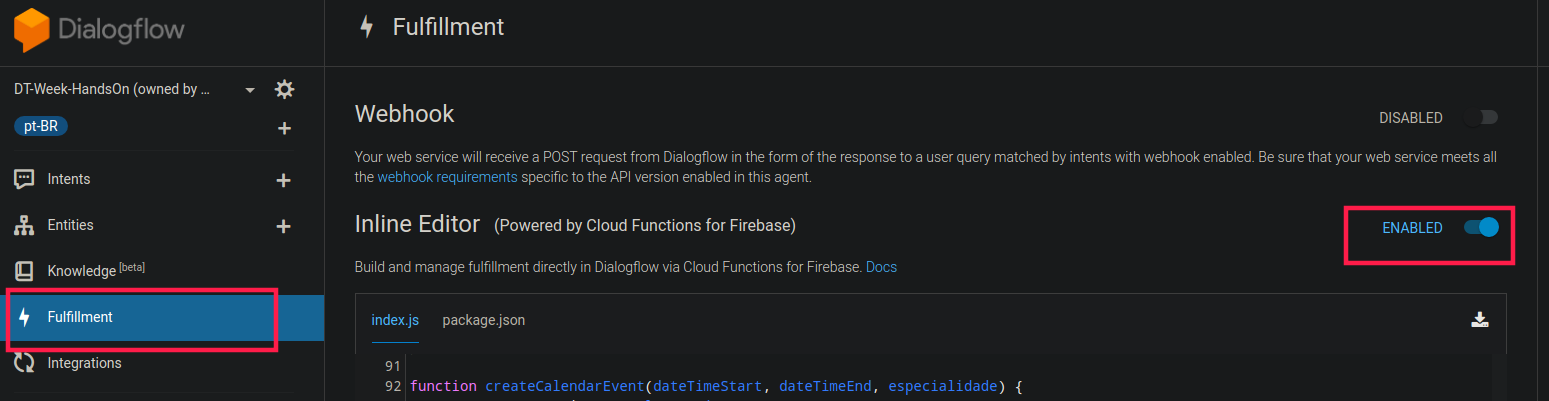 Dialogflow
DT-Week-HandsOn (owned by ...
pt-BR
Intents
Entities
Knowledge [beta]
Fulfillment
Integrations
Fulfillment
Webhook
DISABLED
Your web service will receive a POST request from Dialogflow in the form of the response to a user query matched by intents with webhook enabled. Be sure that your web service meets all
the webhook requirements specific to the API version enabled in this agent.
Inline Editor (Powered by Cloud Functions for Firebase)
ENABLED
Build and manage fulfillment directly in Dialogflow via Cloud Functions for Firebase. Docs
index.js package.json
91
92 function createCalendarEvent(dateTimeStart, dateTimeEnd, especialidade) {